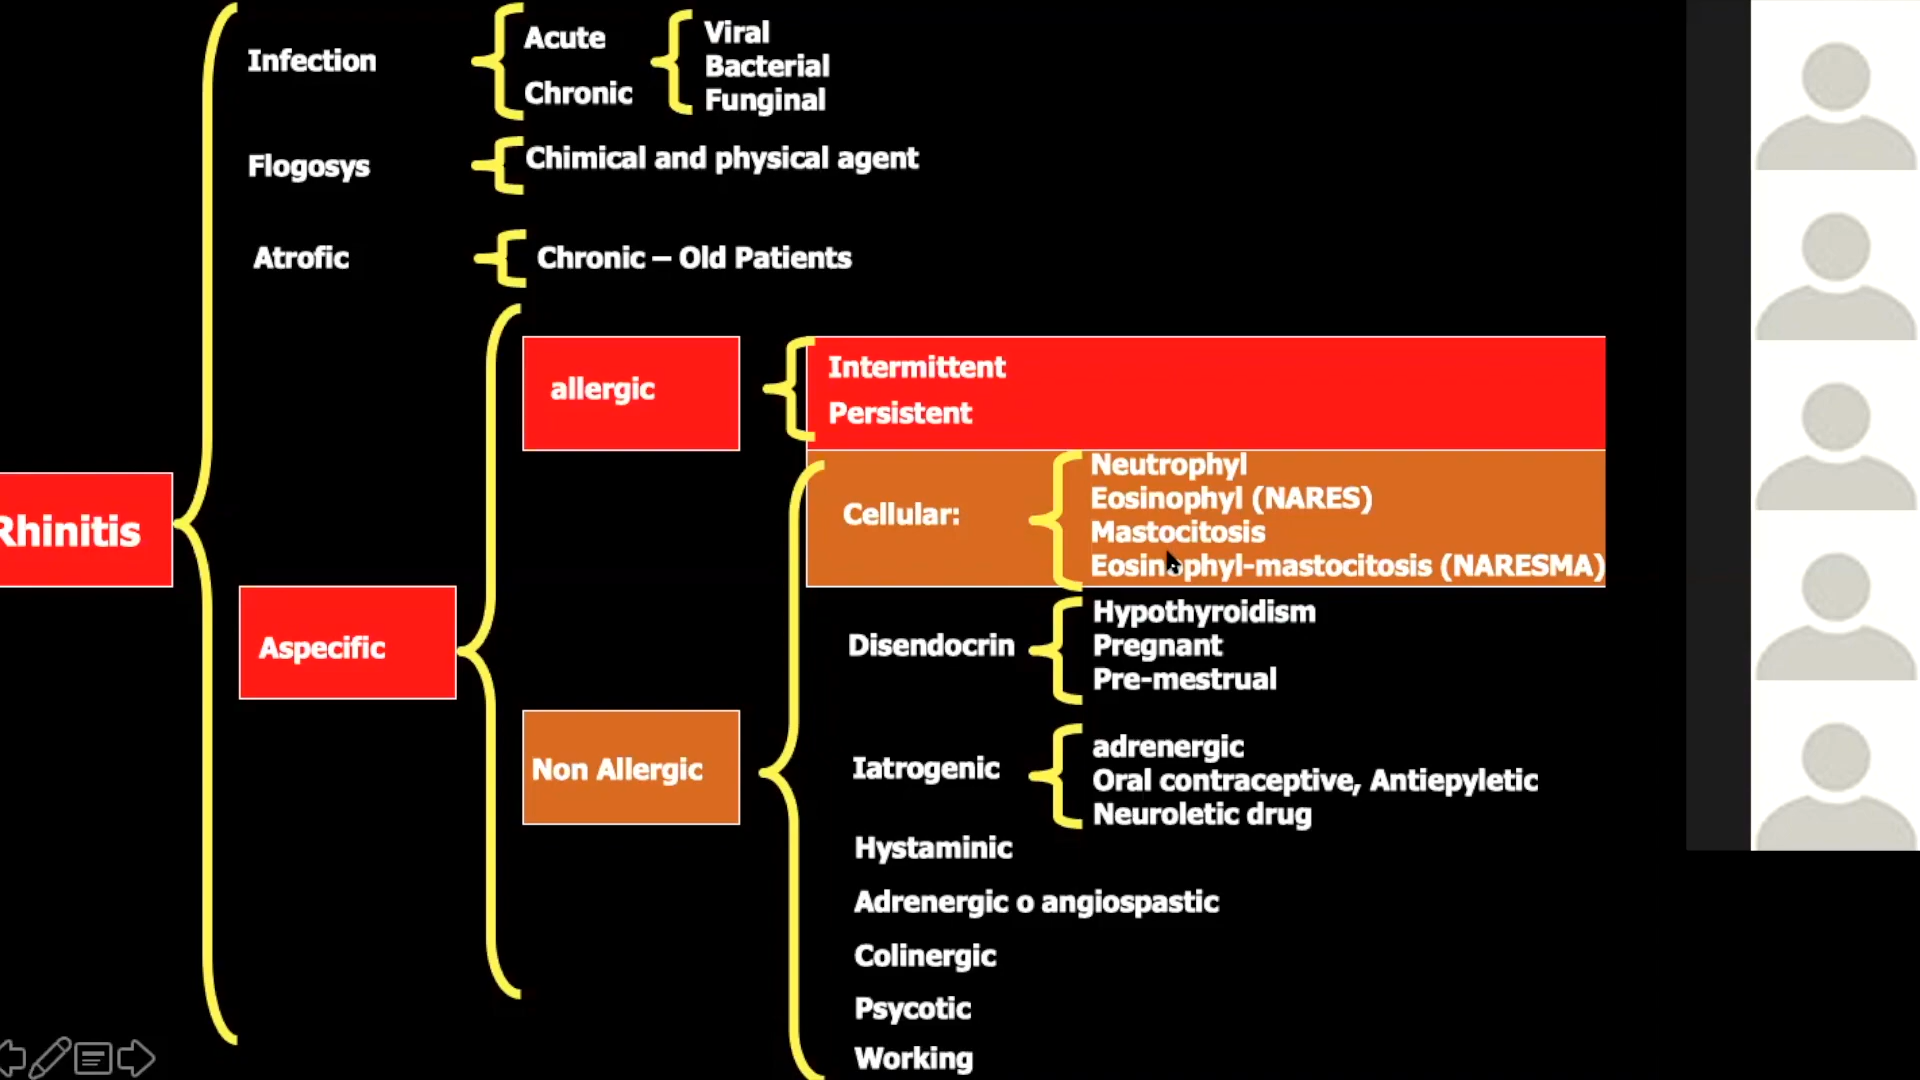 Infection
Acute
Chronic
Viral
Bacterial
Funginal
Flogosys
Chimical and physical agent
Atrofic
Chronic – Old Patients
Rhinitis
Aspecific
allergic
Intermittent
Persistent
Non Allergic
Cellular:
Neutrophyl
Eosinophyl (NARES)
Mastocitosis
Eosinophyl-mastocitosis (NARESMA)
Disendocrin
Hypothyroidism
Pregnant
Pre-mestrual
Iatrogenic
adrenergic
Oral contraceptive, Antiepyletic
Neuroletic drug
Hystaminic
Adrenergic o angiospastic
Colinergic
Psycotic
Working